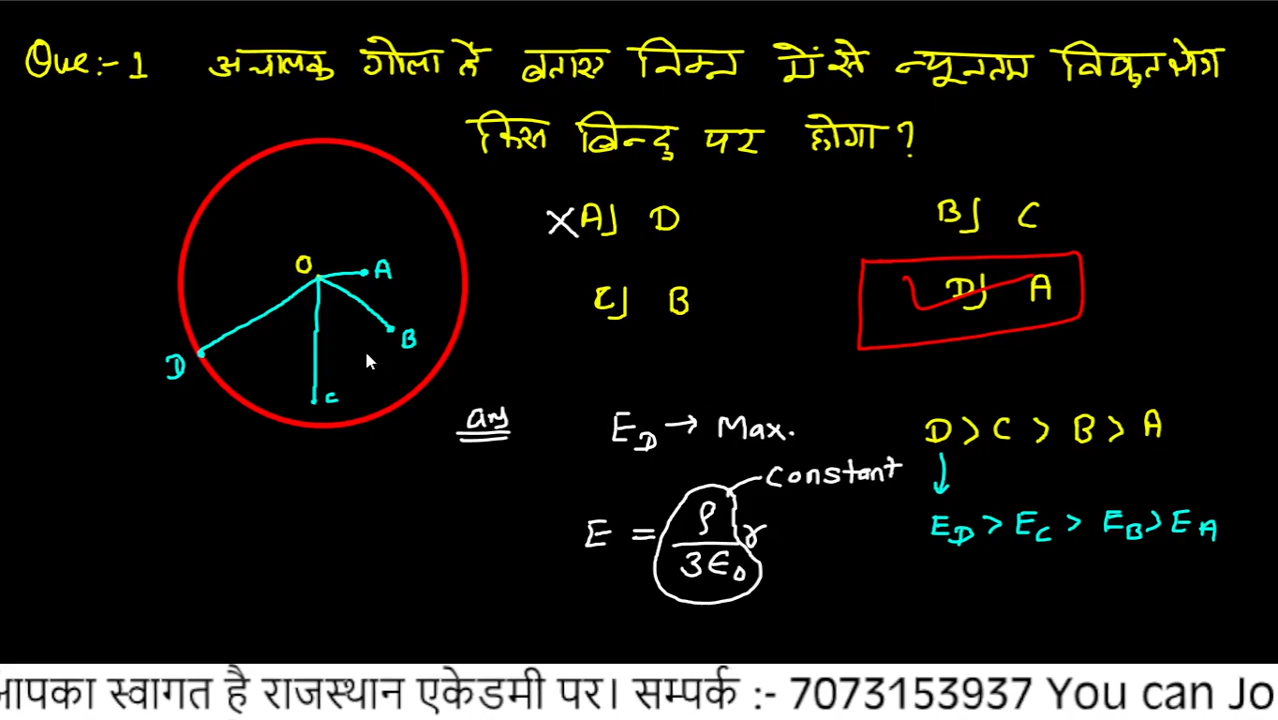 Que:- 1 अचालक गोला है बताए निम्न में से न्यूनतम विद्युत क्षेत्र
किस बिन्दु पर होगा?
X A] D
B] C
C] B
D] A
O
A
B
C
D
Ans
E_D → Max.
D > C > B > A
Constant
E = ρ/3ϵ₀ r
E_D > E_C > E_B > E_A
आपका स्वागत है राजस्थान एकेडमी पर। सम्पर्क :- 7073153937 You can Jo